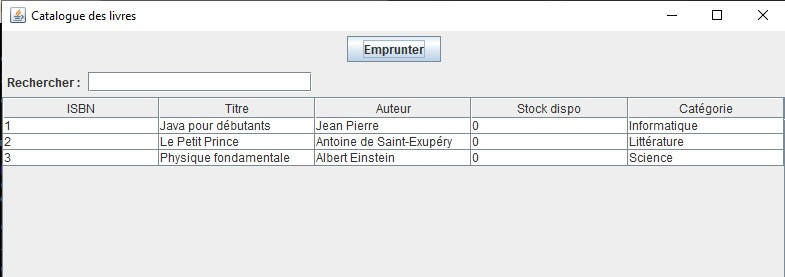 Catalogue des livres
Emprunter
Rechercher :
ISBN Titre Auteur Stock dispo Catégorie
1 Java pour débutants Jean Pierre 0 Informatique
2 Le Petit Prince Antoine de Saint-Exupéry 0 Littérature
3 Physique fondamentale Albert Einstein 0 Science